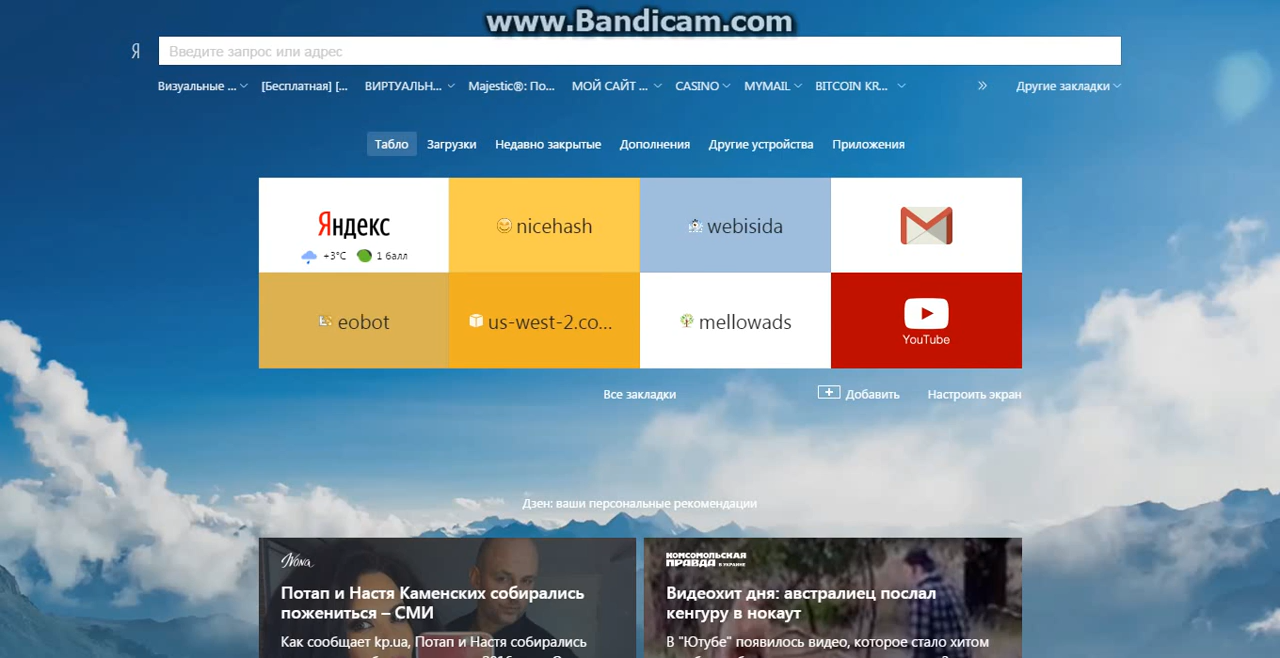 www.Bandicam.com
Я
Введите запрос или адрес
Визуальные ... [Бесплатная] [... ВИРТУАЛЬН... Majestic®: По... МОЙ САЙТ ... CASINO MYMAIL BITCOIN KR... » Другие закладки
Табло Загрузки Недавно закрытые Дополнения Другие устройства Приложения
Яндекс
+3°C 1 балл
nicehash
webisida
eobot
us-west-2.co...
mellowads
YouTube
Все закладки Добавить Настроить экран
Дзен: ваши персональные рекомендации
Nona
Потап и Настя Каменских собирались
пожениться – СМИ
Как сообщает kp.ua, Потап и Настя собирались
КОМСОМОЛЬСКАЯ
ПРАВДА В УКРАИНЕ
Видеохит дня: австралиец послал
кенгуру в нокаут
В "Ютубе" появилось видео, которое стало хитом